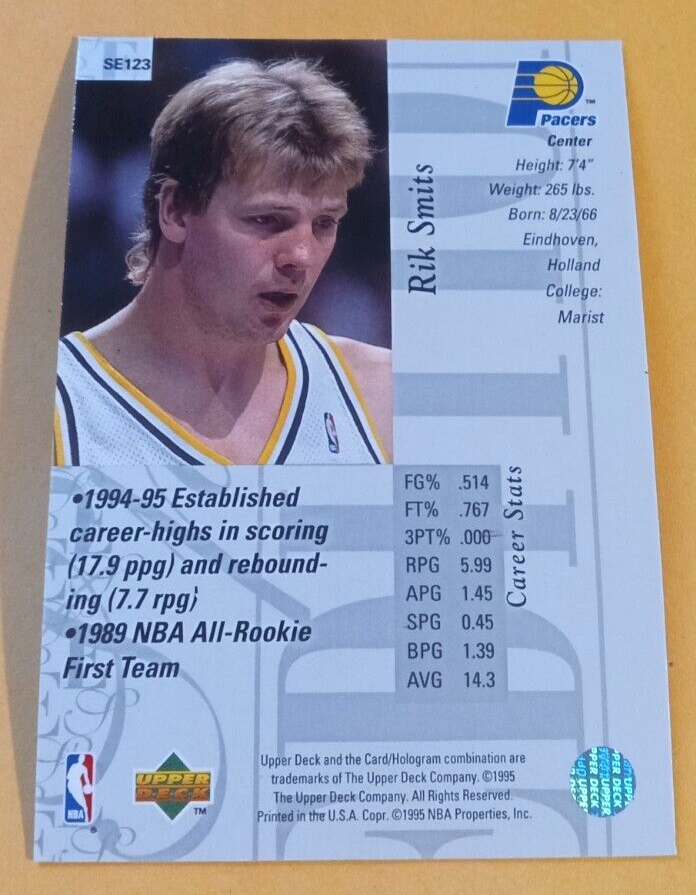 SE123
Pacers
TM
Center
Height: 7'4"
Weight: 265 lbs.
Born: 8/23/66
Eindhoven,
Holland
College:
Marist
Rik Smits
•1994-95 Established
career-highs in scoring
(17.9 ppg) and rebound-
ing (7.7 rpg)
•1989 NBA All-Rookie
First Team
Career Stats
FG% .514
FT% .767
3PT% .000
RPG 5.99
APG 1.45
SPG 0.45
BPG 1.39
AVG 14.3
NBA
®
UPPER
DECK
TM
Upper Deck and the Card/Hologram combination are
trademarks of The Upper Deck Company. ©1995
The Upper Deck Company. All Rights Reserved.
Printed in the U.S.A. Copr. ©1995 NBA Properties, Inc.
UPPER DECK
UPPER